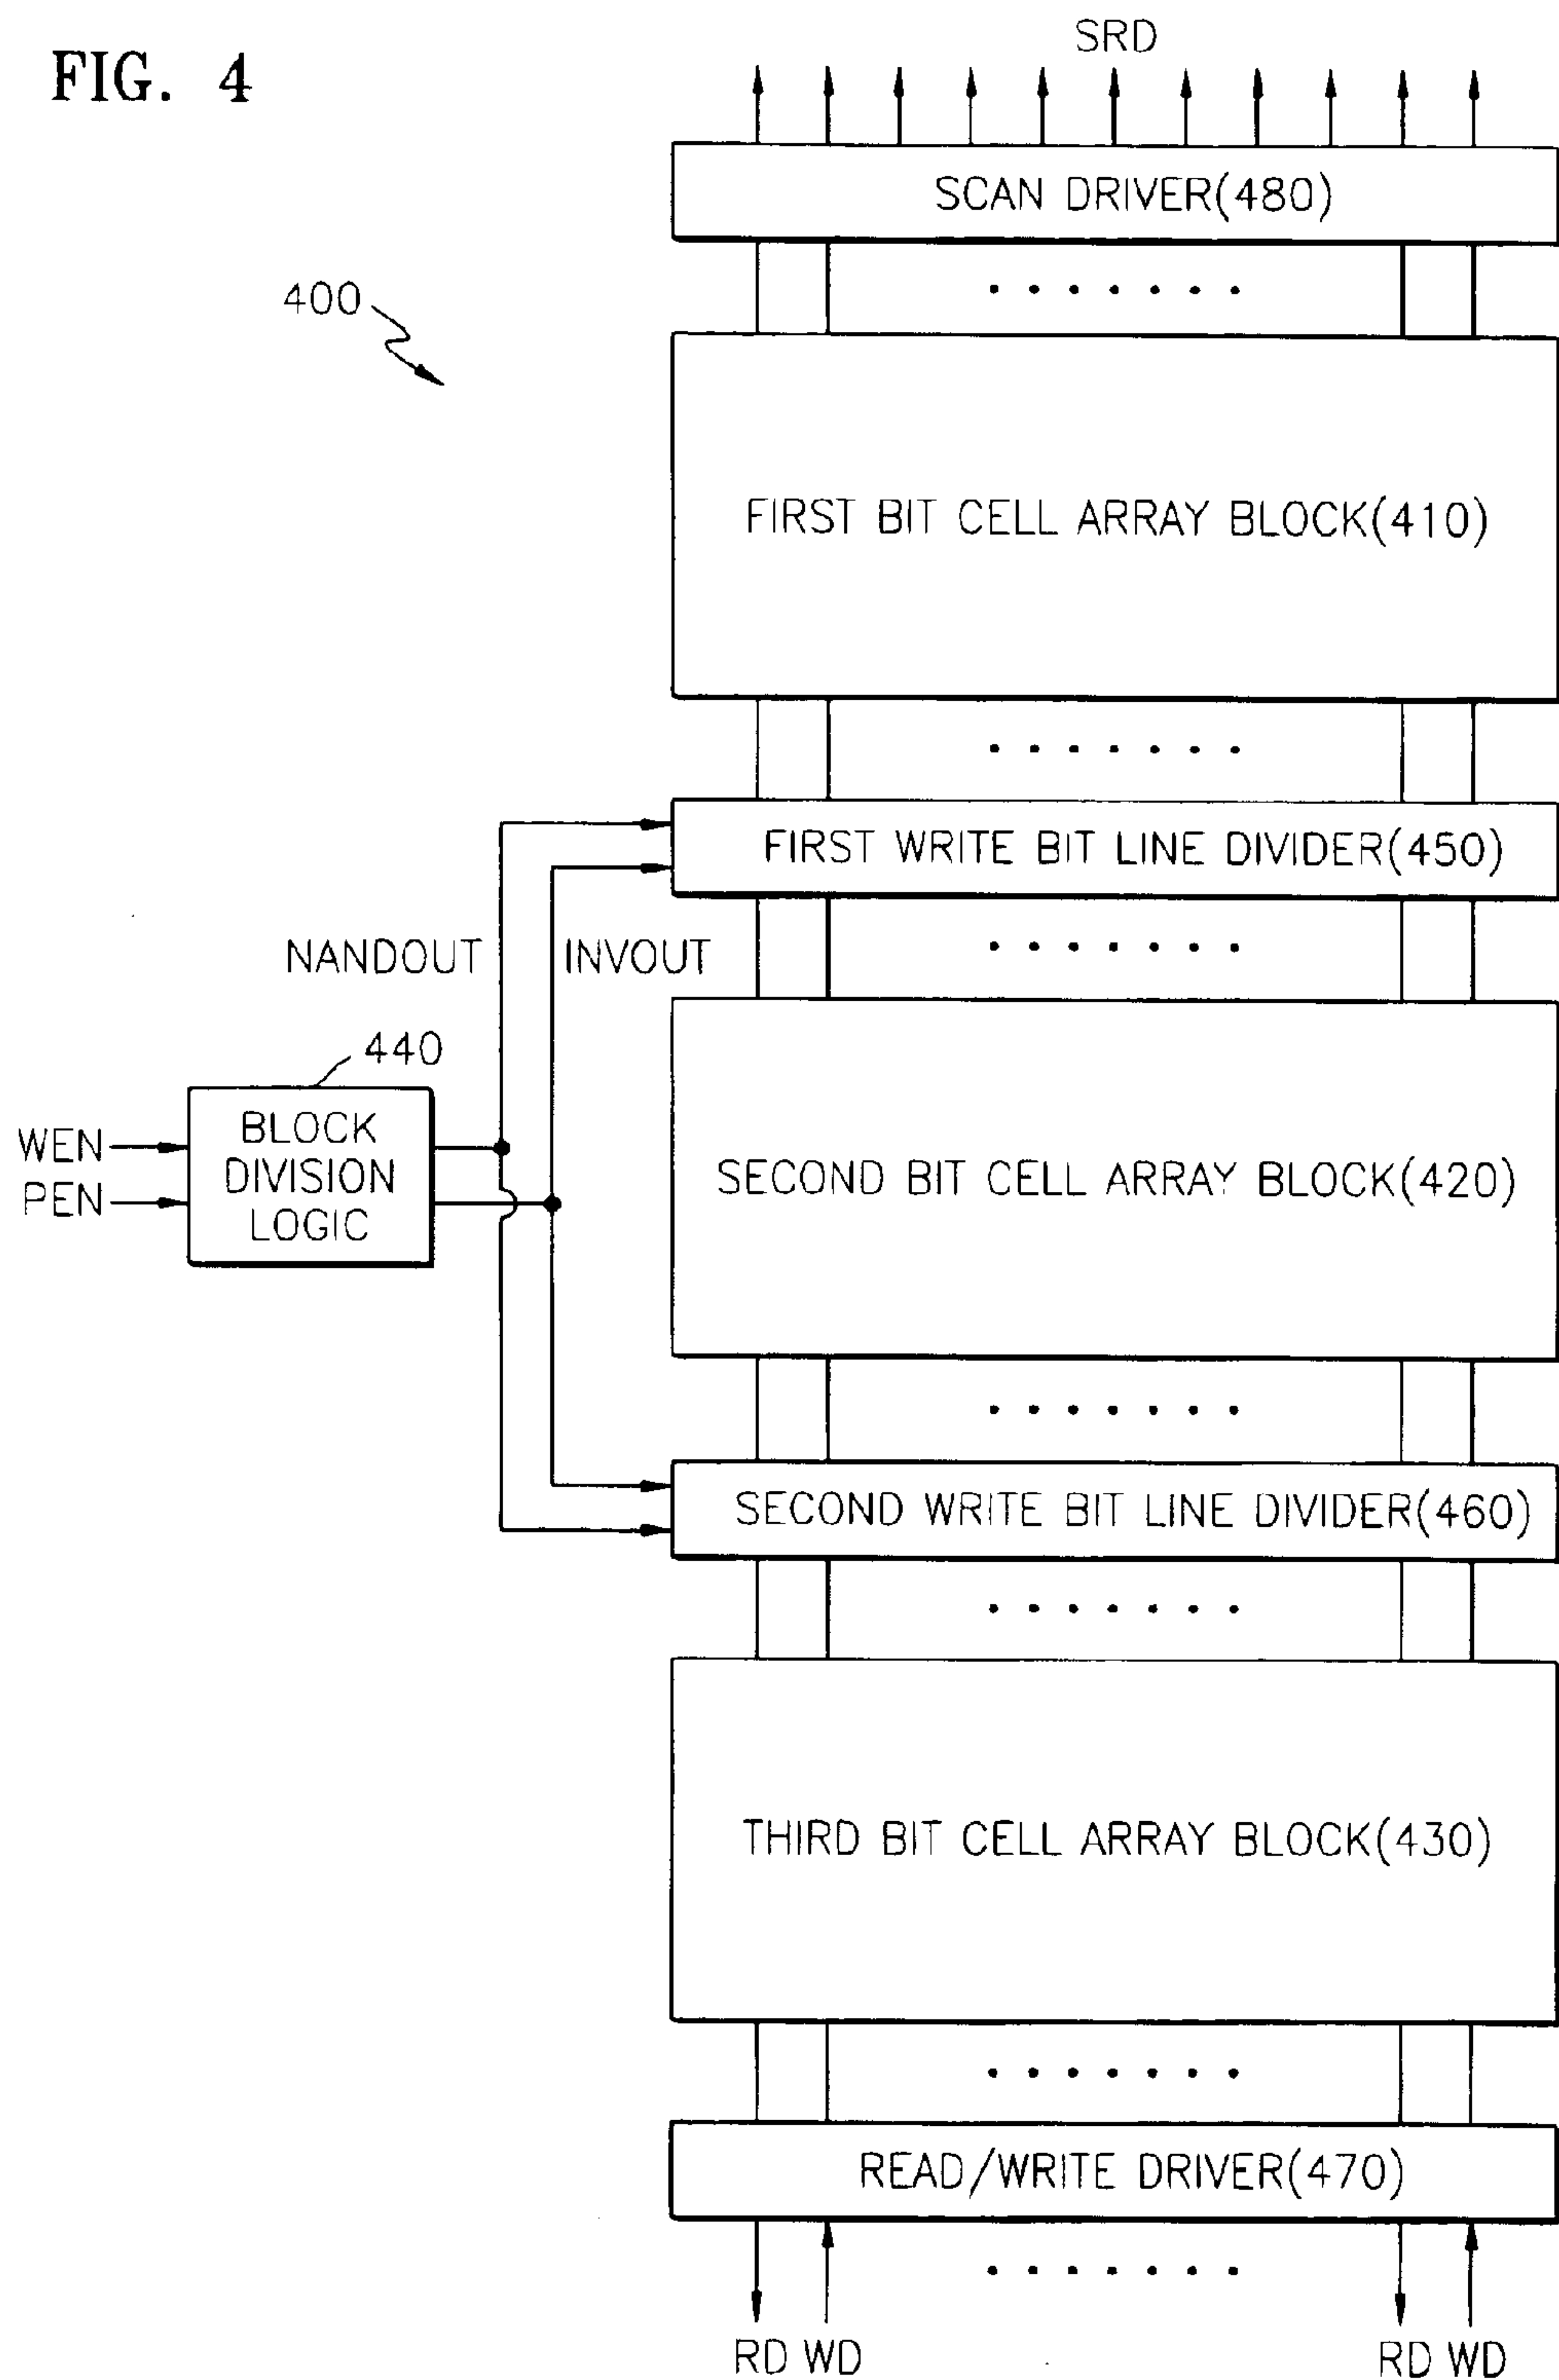 FIG. 4
SRD
SCAN DRIVER(480)
400
FIRST BIT CELL ARRAY BLOCK(410)
FIRST WRITE BIT LINE DIVIDER(450)
NANDOUT
INVOUT
440
WEN
PEN
BLOCK
DIVISION
LOGIC
SECOND BIT CELL ARRAY BLOCK(420)
SECOND WRITE BIT LINE DIVIDER(460)
THIRD BIT CELL ARRAY BLOCK(430)
READ/WRITE DRIVER(470)
RD WD
RD WD